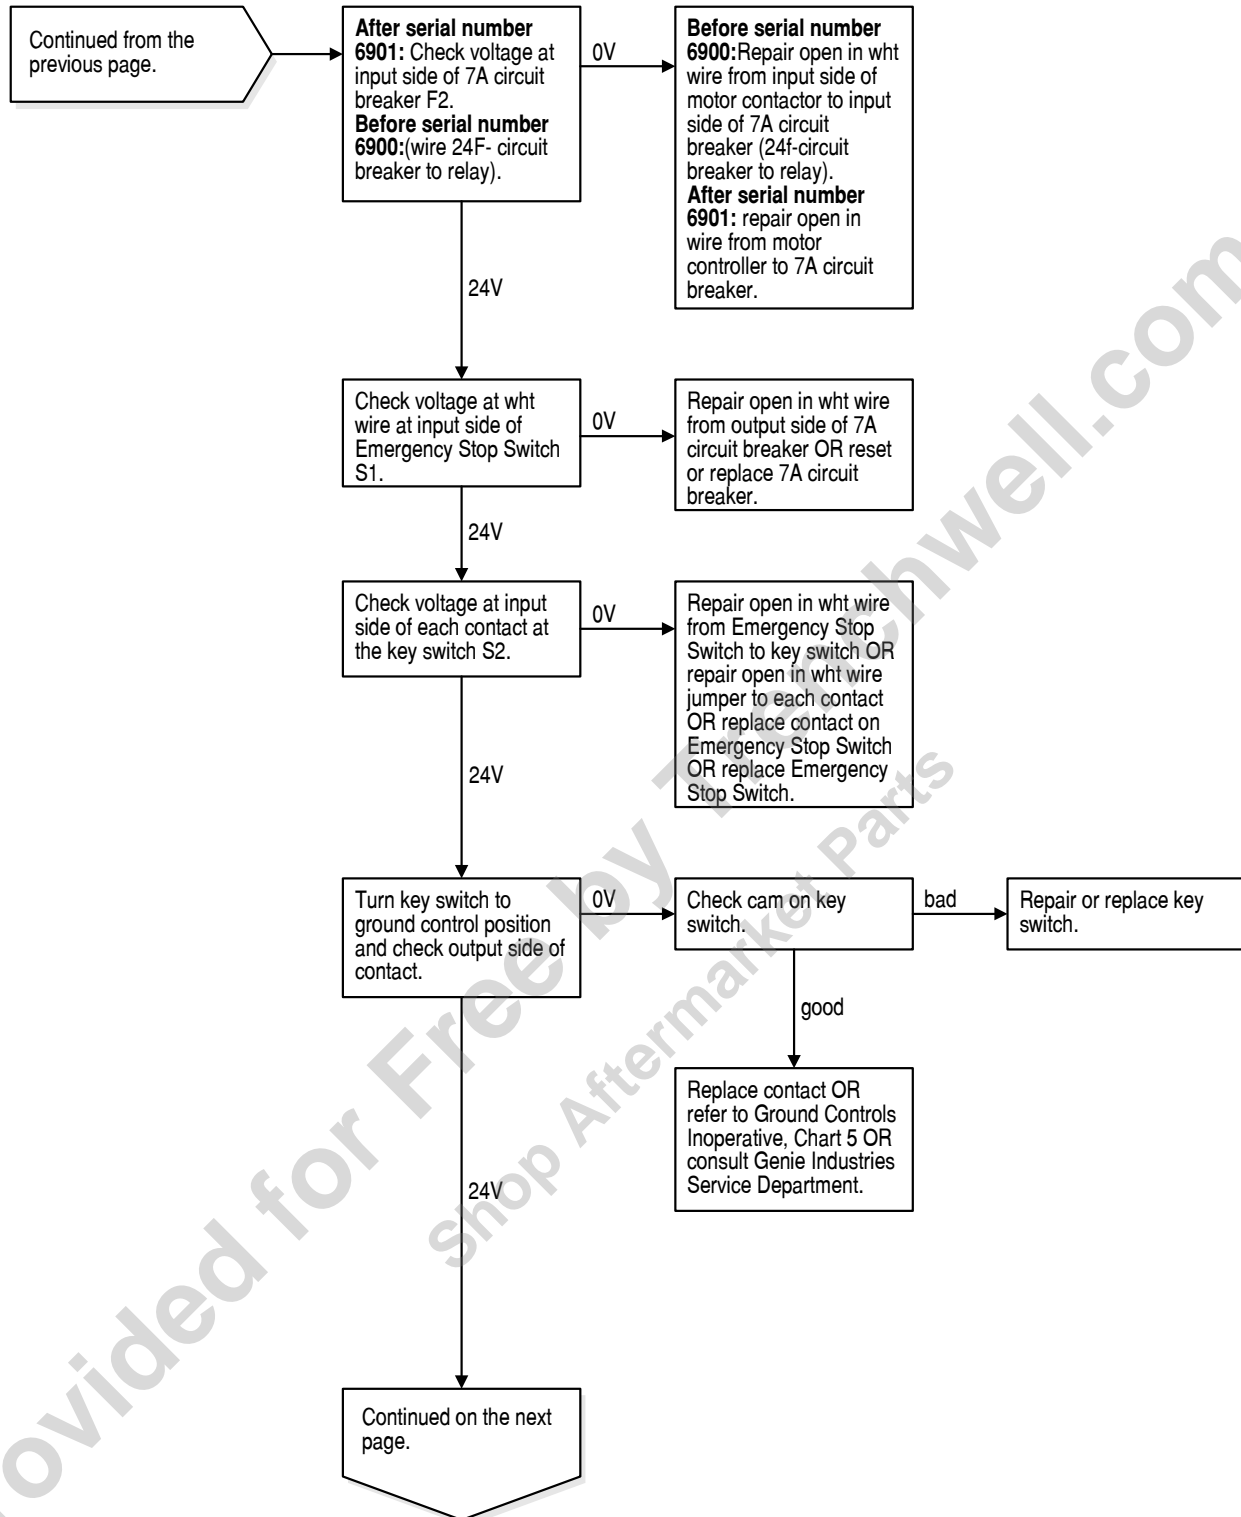 Continued from the
previous page.
After serial number
6901: Check voltage at
input side of 7A circuit
breaker F2.
Before serial number
6900:(wire 24F- circuit
breaker to relay).
0V
Before serial number
6900:Repair open in wht
wire from input side of
motor contactor to input
side of 7A circuit
breaker (24f-circuit
breaker to relay).
After serial number
6901: repair open in
wire from motor
controller to 7A circuit
breaker.
24V
Check voltage at wht
wire at input side of
Emergency Stop Switch
S1.
0V
Repair open in wht wire
from output side of 7A
circuit breaker OR reset
or replace 7A circuit
breaker.
24V
Check voltage at input
side of each contact at
the key switch S2.
0V
Repair open in wht wire
from Emergency Stop
Switch to key switch OR
repair open in wht wire
jumper to each contact
OR replace contact on
Emergency Stop Switch
OR replace Emergency
Stop Switch.
24V
Turn key switch to
ground control position
and check output side of
contact.
0V
Check cam on key
switch.
bad
Repair or replace key
switch.
good
Replace contact OR
refer to Ground Controls
Inoperative, Chart 5 OR
consult Genie Industries
Service Department.
24V
Continued on the next
page.
rovided for Free by Trenchwell.com
Shop Aftermarket Parts